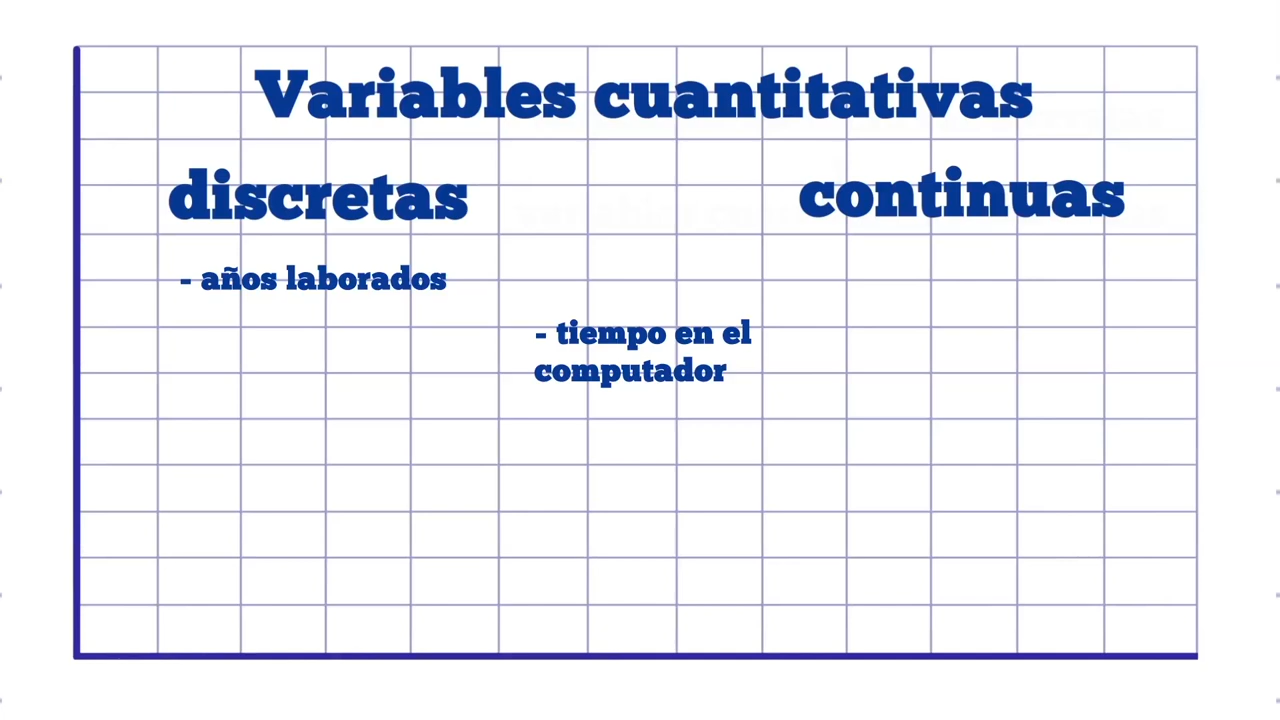 Variables cuantitativas
discretas
continuas
- años laborados
- tiempo en el
computador